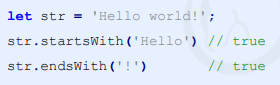 let str = 'Hello world!';
str.startsWith('Hello') // true
str.endsWith('!')       // true